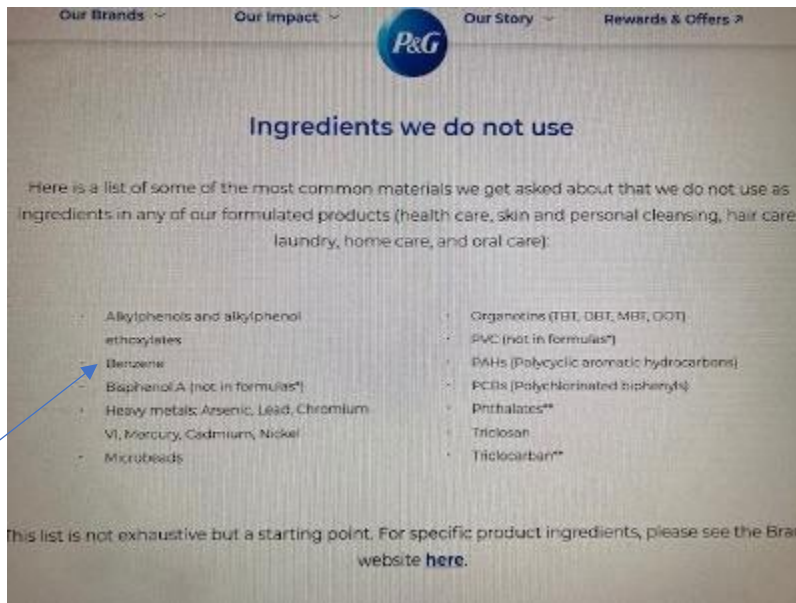 Our Brands Our Impact P&G Our Story Rewards & Offers
Ingredients we do not use
Here is a list of some of the most common materials we get asked about that we do not use as
ingredients in any of our formulated products (health care, skin and personal cleansing, hair care
laundry, home care, and oral care):
· Alkylphenols and alkylphenol
ethoxylates
· Benzene
· Bisphenol A (not in formulas*)
· Heavy metals: Arsenic, Lead, Chromium
VI, Mercury, Cadmium, Nickel
· Microbeads
· Organotins (TBT, DBT, MBT, DOT)
· PVC (not in formulas*)
· PAHs (Polycyclic aromatic hydrocarbons)
· PCBs (Polychlorinated biphenyls)
· Phthalates**
· Triclosan
· Triclocarban**
This list is not exhaustive but a starting point. For specific product ingredients, please see the Bra
website here.